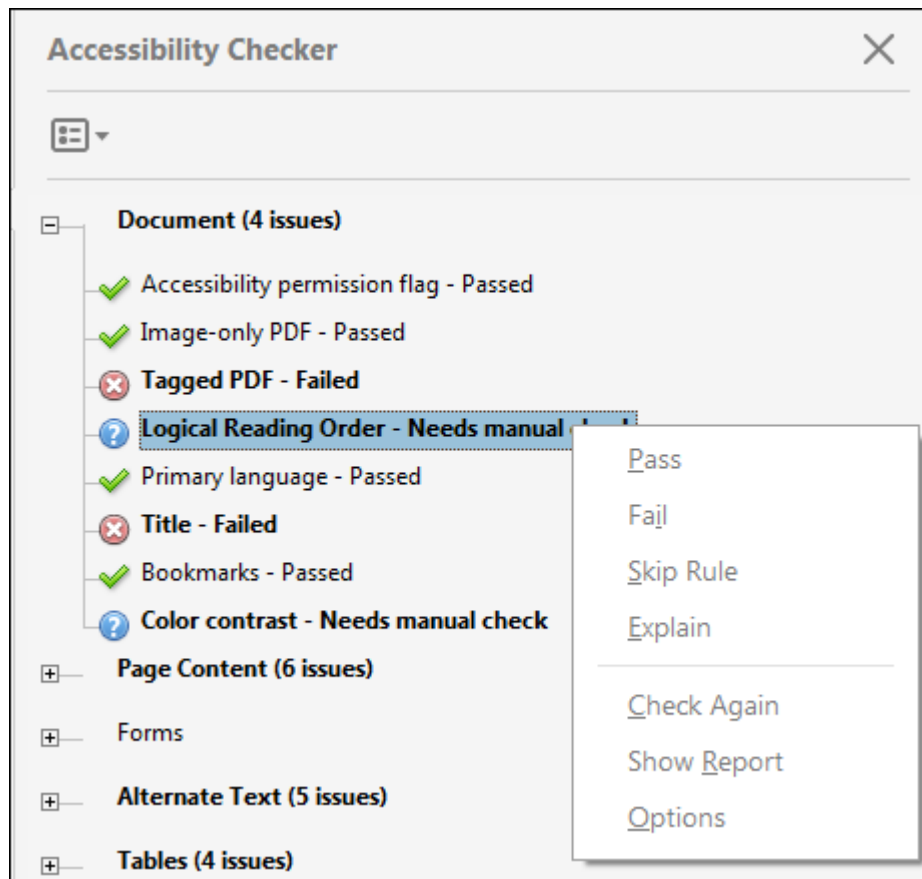 Accessibility Checker
Document (4 issues)
Accessibility permission flag - Passed
Image-only PDF - Passed
Tagged PDF - Failed
Logical Reading Order - Needs manual
Primary language - Passed
Title - Failed
Bookmarks - Passed
Color contrast - Needs manual check
Page Content (6 issues)
Forms
Alternate Text (5 issues)
Tables (4 issues)
Pass
Fail
Skip Rule
Explain
Check Again
Show Report
Options